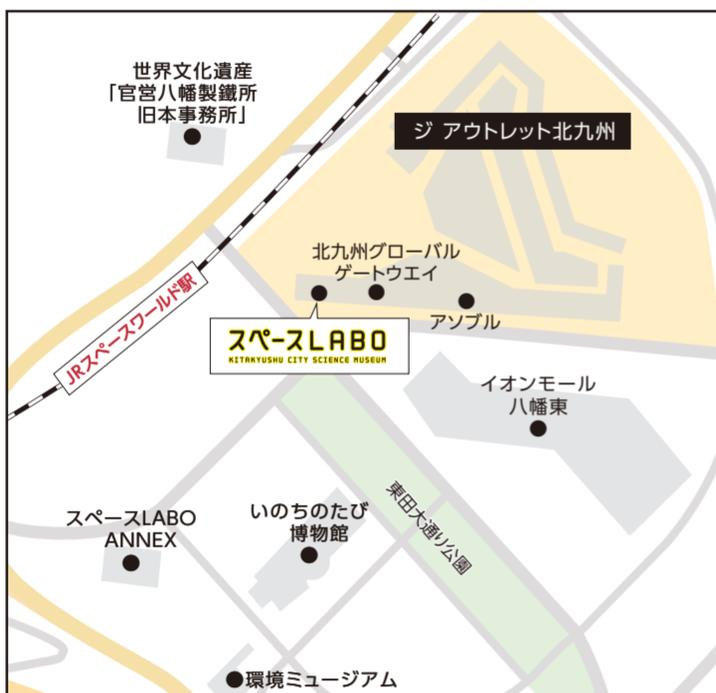 世界文化遺産
「官営八幡製鐵所
旧本事務所」
ジ アウトレット北九州
北九州グローバル
ゲートウエイ
アソブル
JRスペースワールド駅
スペースLABO
KITAKYUSHU CITY SCIENCE MUSEUM
イオンモール
八幡東
東田大通り公園
スペースLABO
ANNEX
いのちのたび
博物館
環境ミュージアム